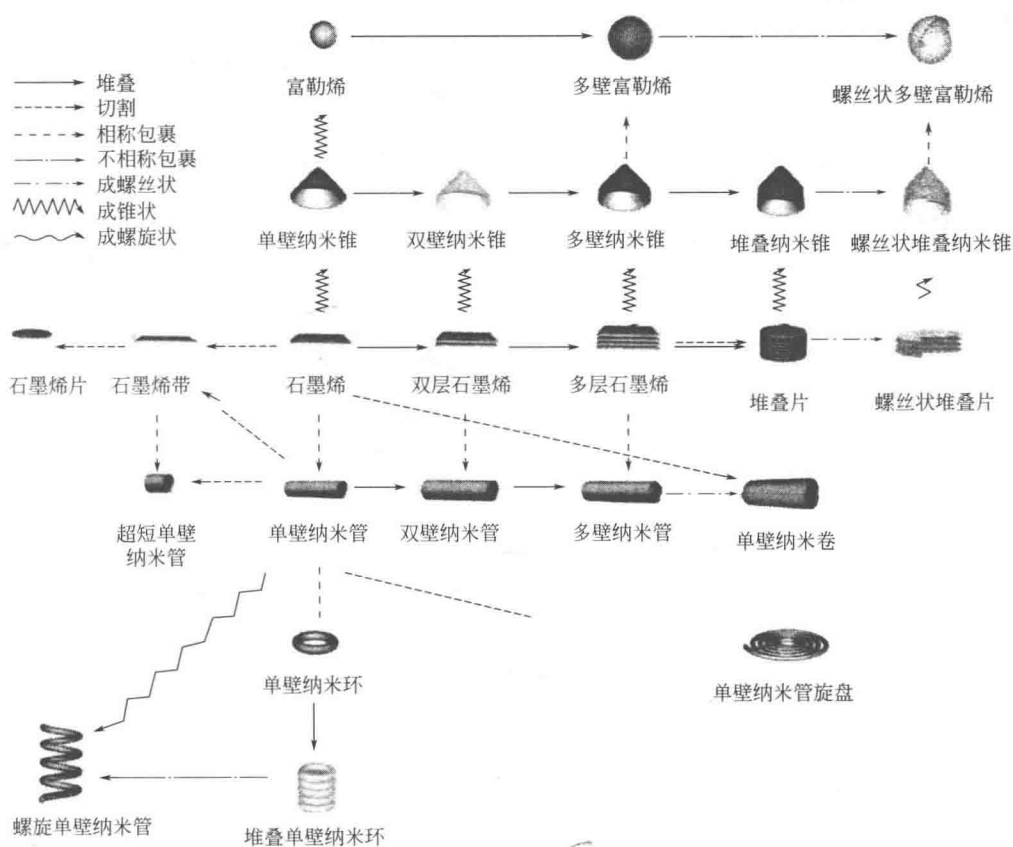 富勒烯
多壁富勒烯
螺丝状多壁富勒烯
堆叠
切割
相称包裹
不相称包裹
成螺丝状
成锥状
成螺旋状
单壁纳米锥
双壁纳米锥
多壁纳米锥
堆叠纳米锥
螺丝状堆叠纳米锥
石墨烯片
石墨烯带
石墨烯
双层石墨烯
多层石墨烯
堆叠片
螺丝状堆叠片
超短单壁
纳米管
单壁纳米管
双壁纳米管
多壁纳米管
单壁纳米卷
单壁纳米环
单壁纳米管旋盘
螺旋单壁纳米管
堆叠单壁纳米环